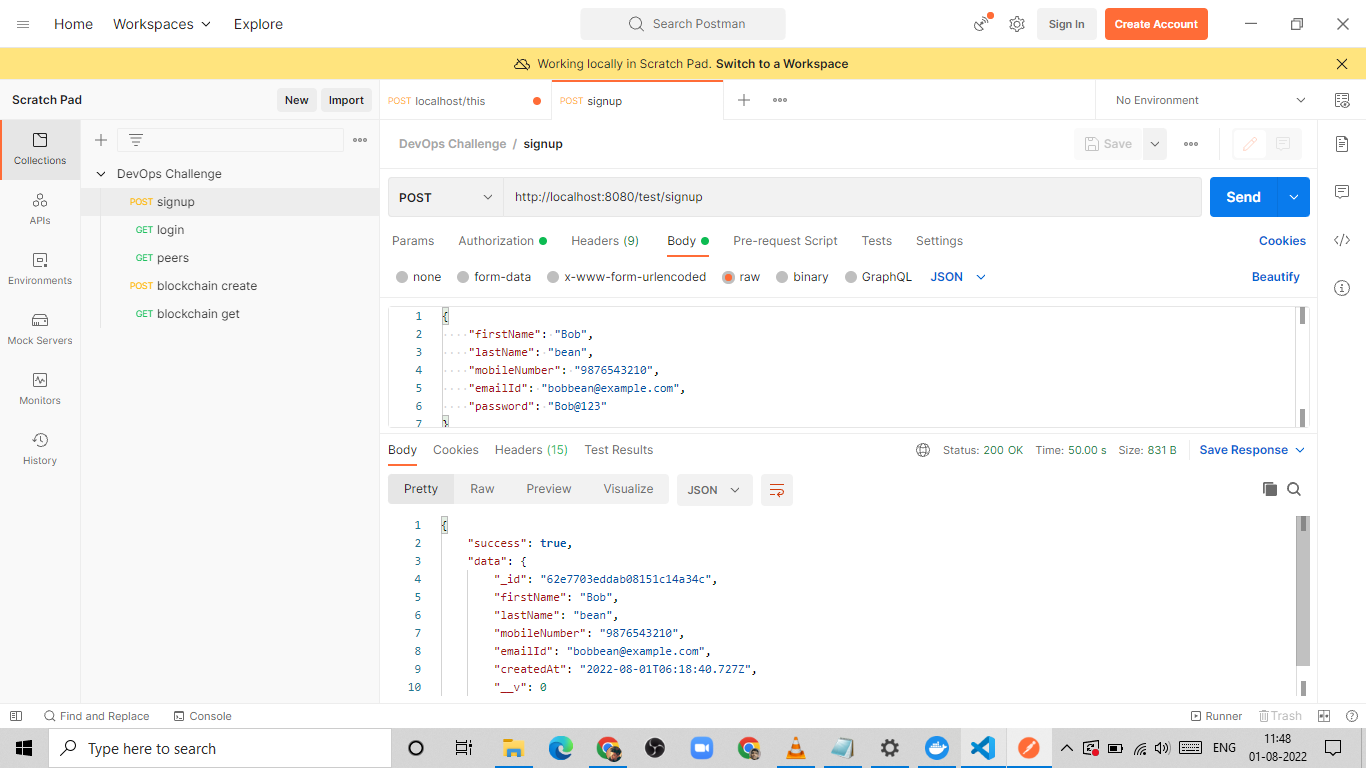 Home Workspaces Explore Search Postman Sign In Create Account
Working locally in Scratch Pad. Switch to a Workspace
Scratch Pad New Import POST localhost/this POST signup No Environment
Collections
APIs
Environments
Mock Servers
Monitors
History
DevOps Challenge
POST signup
GET login
GET peers
POST blockchain create
GET blockchain get
DevOps Challenge / signup Save
POST http://localhost:8080/test/signup Send
Params Authorization Headers (9) Body Pre-request Script Tests Settings Cookies
none form-data x-www-form-urlencoded raw binary GraphQL JSON Beautify
1 {
2 "firstName": "Bob",
3 "lastName": "bean",
4 "mobileNumber": "9876543210",
5 "emailId": "bobbean@example.com",
6 "password": "Bob@123"
7 }
Body Cookies Headers (15) Test Results Status: 200 OK Time: 50.00 s Size: 831 B Save Response
Pretty Raw Preview Visualize JSON
1 {
2 "success": true,
3 "data": {
4 "_id": "62e7703eddab08151c14a34c",
5 "firstName": "Bob",
6 "lastName": "bean",
7 "mobileNumber": "9876543210",
8 "emailId": "bobbean@example.com",
9 "createdAt": "2022-08-01T06:18:40.727Z",
10 "__v": 0
Find and Replace Console Runner Trash
Type here to search ENG 11:48
01-08-2022